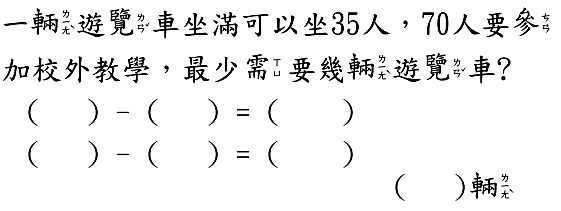 一輛ㄌㄧㄤˋ遊覽ㄌㄢˇ車坐滿可以坐35人，70人要參ㄘㄢ
加校外教學，最少需ㄒㄩ要幾輛ㄌㄧㄤˋ遊覽ㄌㄢˇ車?
(　　) - (　　) = (　　)
(　　) - (　　) = (　　)
(　　)輛ㄌㄧㄤˋ